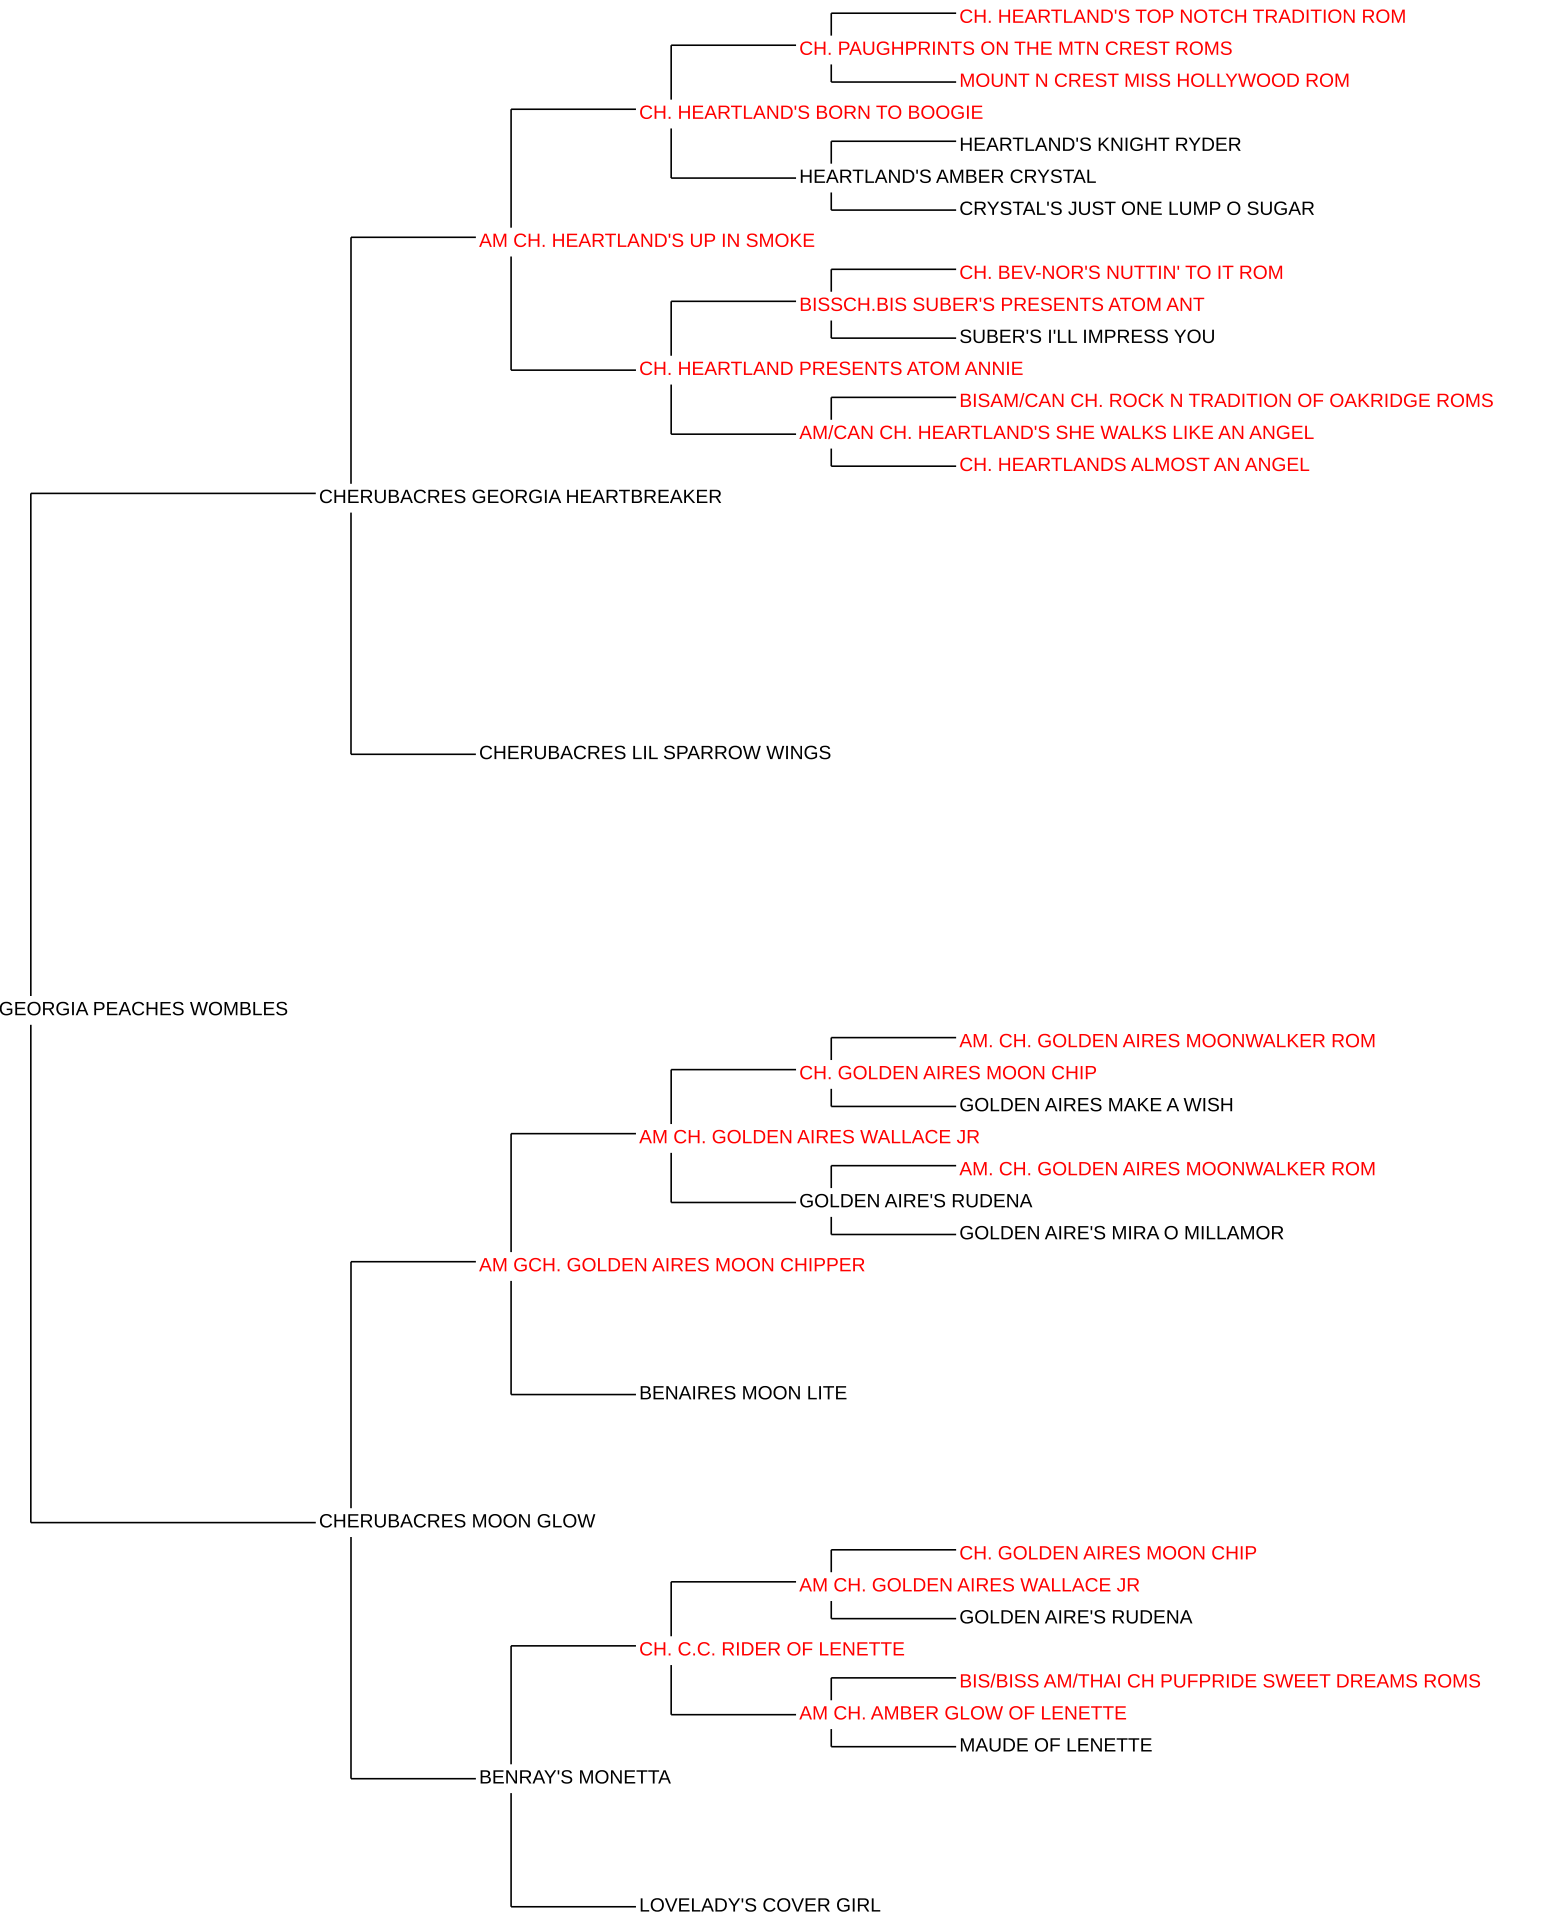 CH. HEARTLAND'S TOP NOTCH TRADITION ROM
CH. PAUGHPRINTS ON THE MTN CREST ROMS
MOUNT N CREST MISS HOLLYWOOD ROM
CH. HEARTLAND'S BORN TO BOOGIE
HEARTLAND'S KNIGHT RYDER
HEARTLAND'S AMBER CRYSTAL
CRYSTAL'S JUST ONE LUMP O SUGAR
AM CH. HEARTLAND'S UP IN SMOKE
CH. BEV-NOR'S NUTTIN' TO IT ROM
BISSCH.BIS SUBER'S PRESENTS ATOM ANT
SUBER'S I'LL IMPRESS YOU
CH. HEARTLAND PRESENTS ATOM ANNIE
BISAM/CAN CH. ROCK N TRADITION OF OAKRIDGE ROMS
AM/CAN CH. HEARTLAND'S SHE WALKS LIKE AN ANGEL
CH. HEARTLANDS ALMOST AN ANGEL
CHERUBACRES GEORGIA HEARTBREAKER
CHERUBACRES LIL SPARROW WINGS
GEORGIA PEACHES WOMBLES
AM. CH. GOLDEN AIRES MOONWALKER ROM
CH. GOLDEN AIRES MOON CHIP
GOLDEN AIRES MAKE A WISH
AM CH. GOLDEN AIRES WALLACE JR
AM. CH. GOLDEN AIRES MOONWALKER ROM
GOLDEN AIRE'S RUDENA
GOLDEN AIRE'S MIRA O MILLAMOR
AM GCH. GOLDEN AIRES MOON CHIPPER
BENAIRES MOON LITE
CHERUBACRES MOON GLOW
CH. GOLDEN AIRES MOON CHIP
AM CH. GOLDEN AIRES WALLACE JR
GOLDEN AIRE'S RUDENA
CH. C.C. RIDER OF LENETTE
BIS/BISS AM/THAI CH PUFPRIDE SWEET DREAMS ROMS
AM CH. AMBER GLOW OF LENETTE
MAUDE OF LENETTE
BENRAY'S MONETTA
LOVELADY'S COVER GIRL